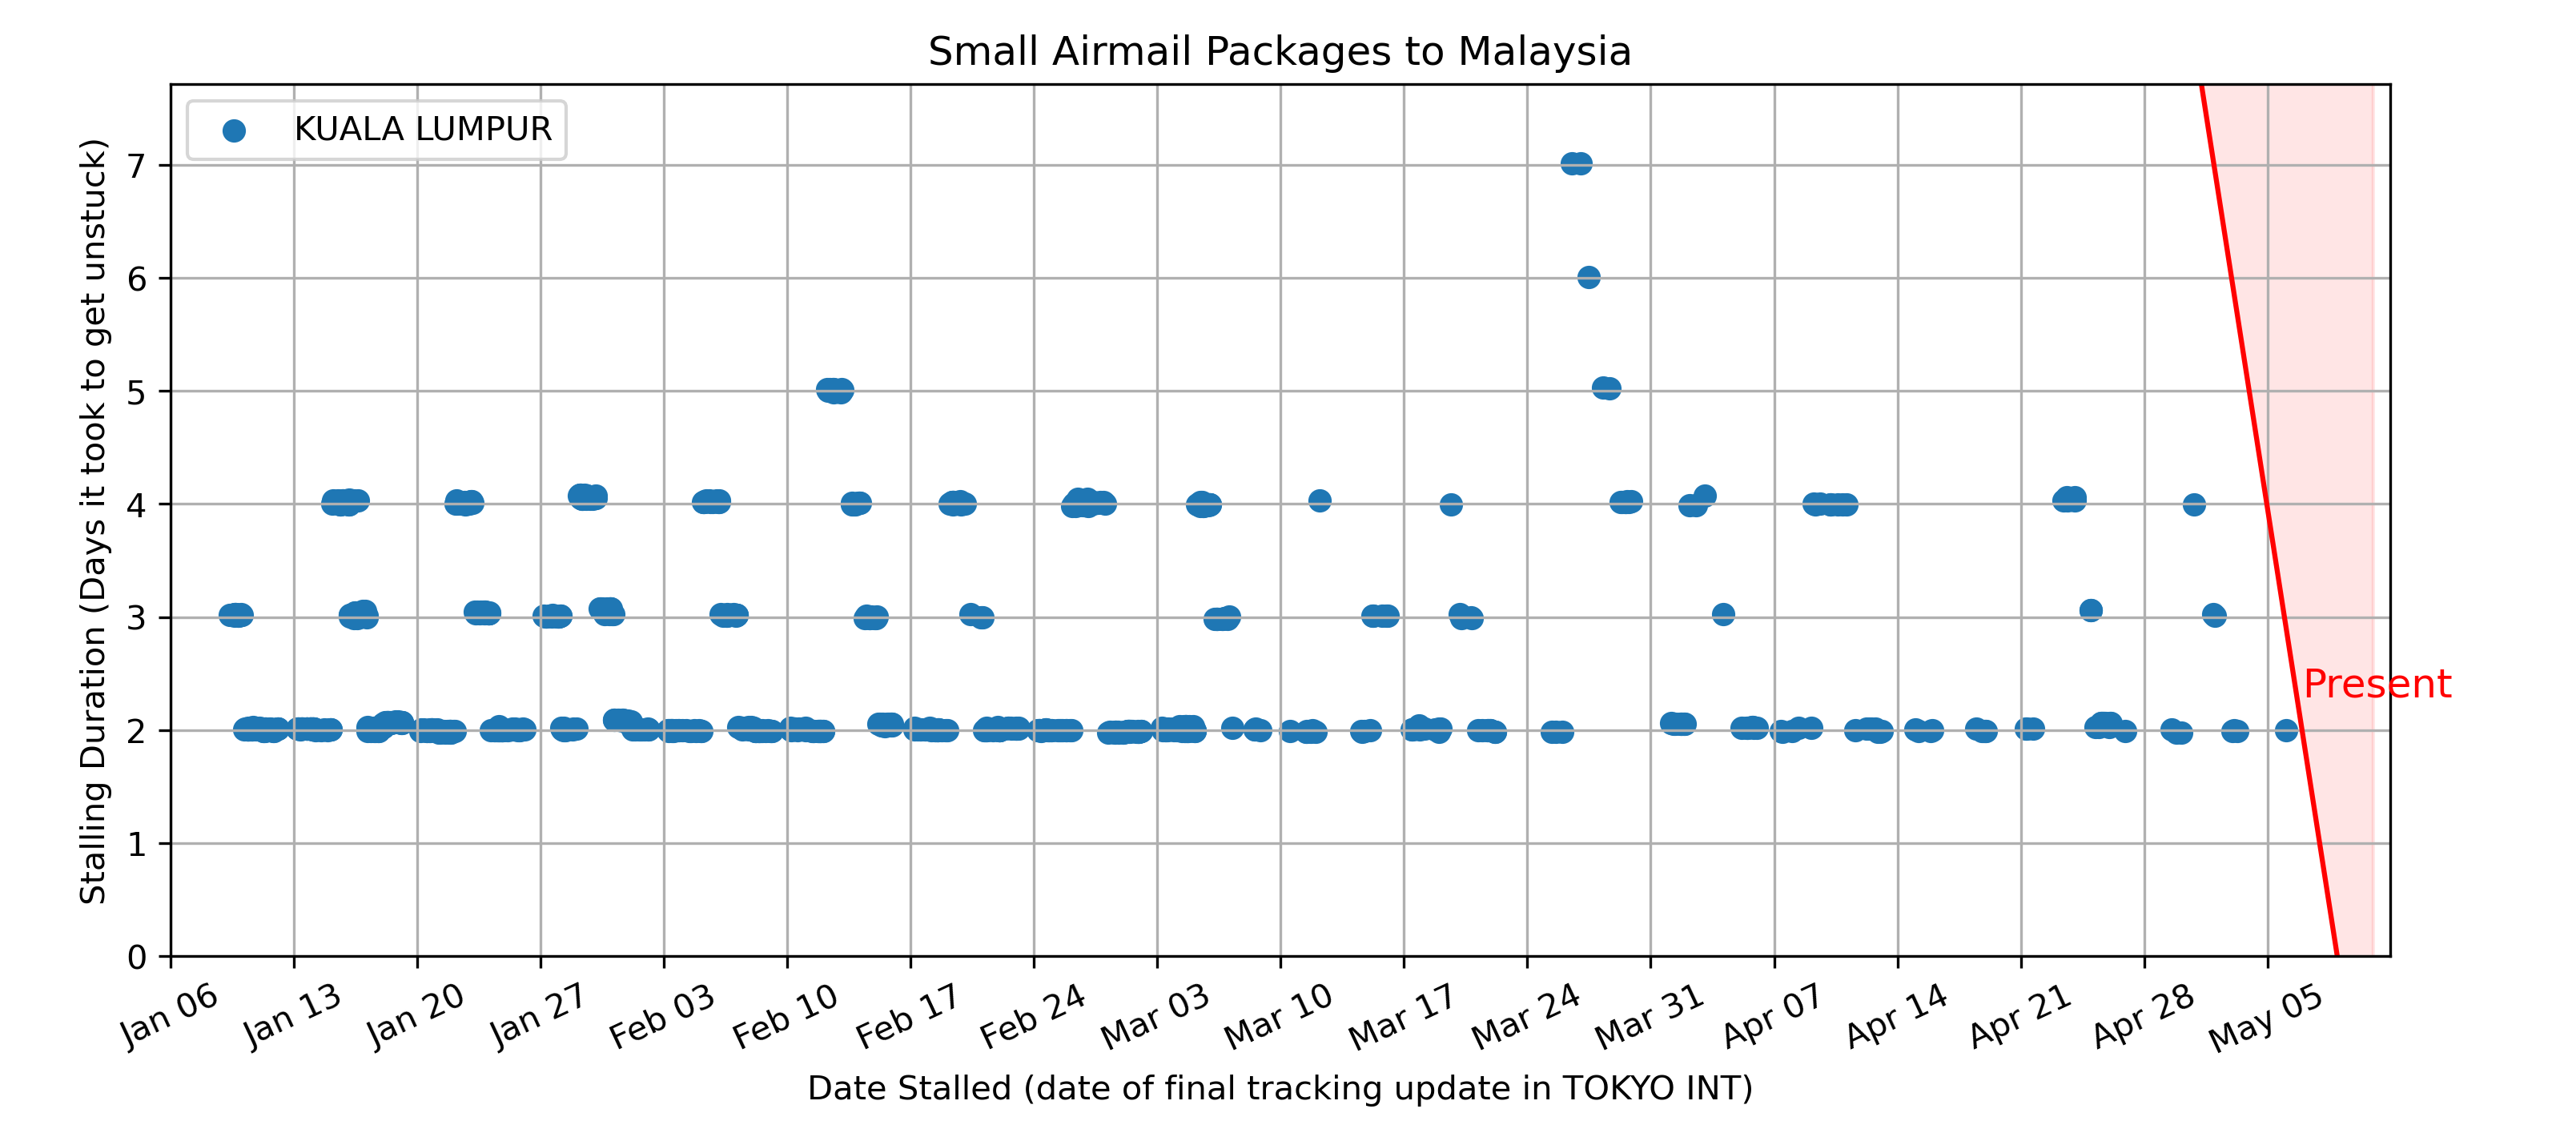 Small Airmail Packages to Malaysia
KUALA LUMPUR
Stalling Duration (Days it took to get unstuck)
7
6
5
4
3
2
1
0
Present
Jan 06
Jan 13
Jan 20
Jan 27
Feb 03
Feb 10
Feb 17
Feb 24
Mar 03
Mar 10
Mar 17
Mar 24
Mar 31
Apr 07
Apr 14
Apr 21
Apr 28
May 05
Date Stalled (date of final tracking update in TOKYO INT)